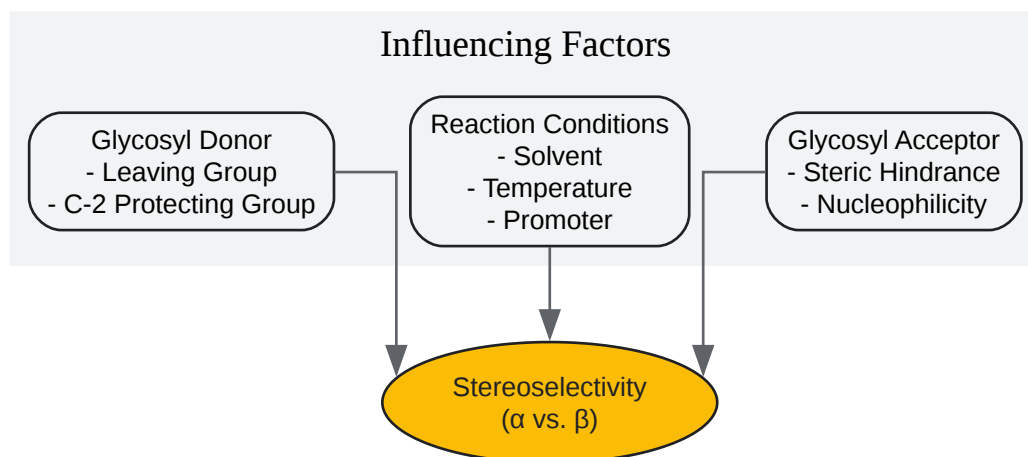 Influencing Factors
Glycosyl Donor
- Leaving Group
- C-2 Protecting Group
Reaction Conditions
- Solvent
- Temperature
- Promoter
Glycosyl Acceptor
- Steric Hindrance
- Nucleophilicity
Stereoselectivity
(α vs. β)